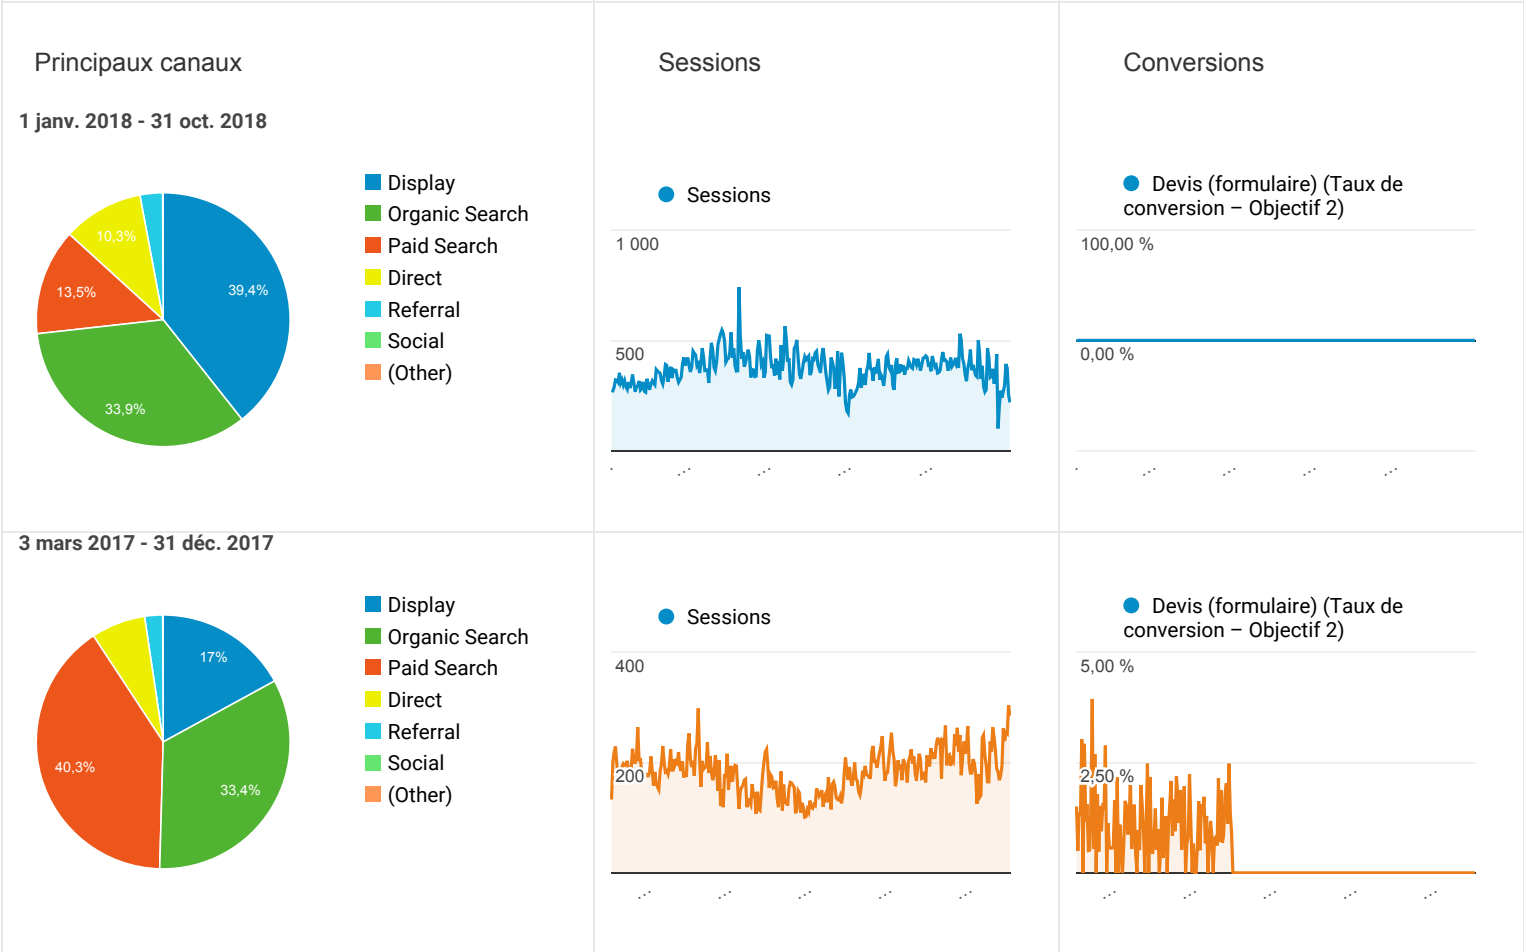 Principaux canaux
Sessions
Conversions
1 janv. 2018 - 31 oct. 2018
39,4%
33,9%
13,5%
10,3%
Display
Organic Search
Paid Search
Direct
Referral
Social
(Other)
Sessions
1 000
500
Devis (formulaire) (Taux de
conversion – Objectif 2)
100,00 %
0,00 %
3 mars 2017 - 31 déc. 2017
17%
33,4%
40,3%
Display
Organic Search
Paid Search
Direct
Referral
Social
(Other)
Sessions
400
200
Devis (formulaire) (Taux de
conversion – Objectif 2)
5,00 %
2,50 %